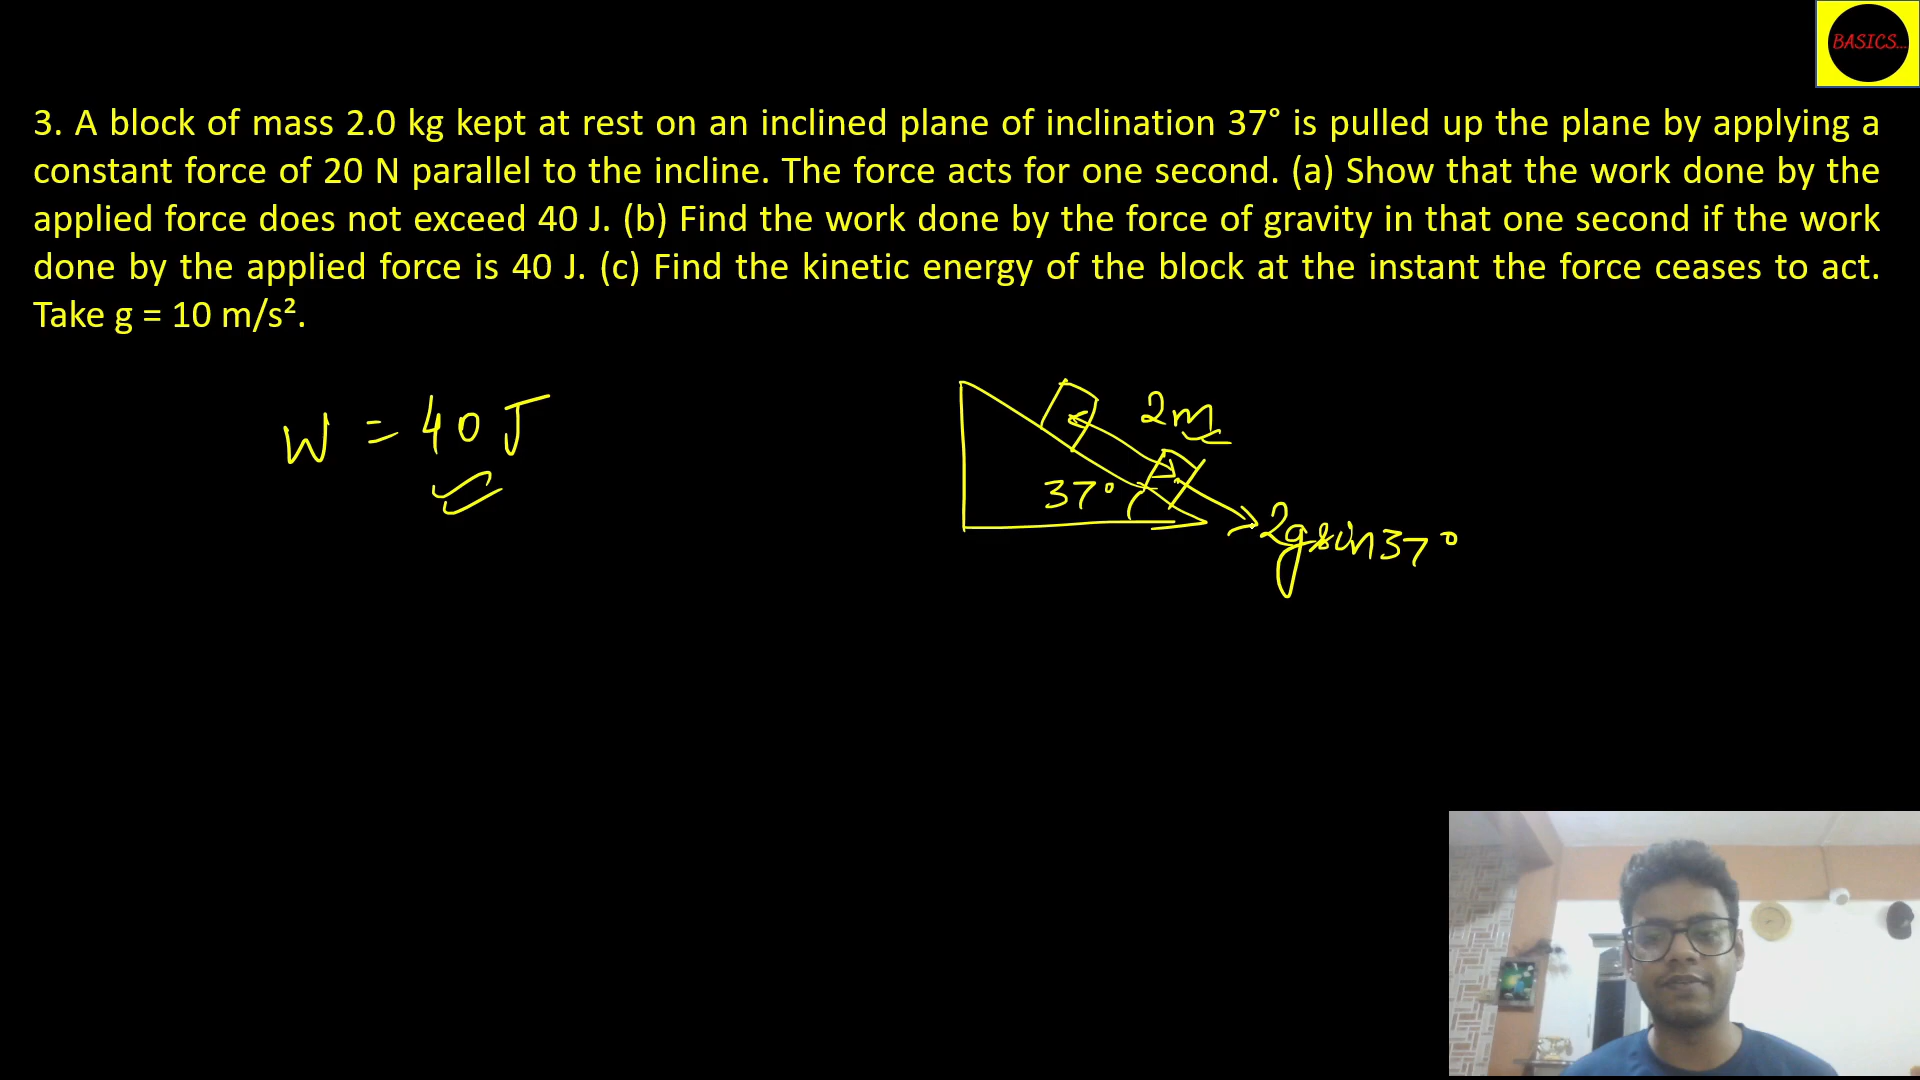 BASICS...
3. A block of mass 2.0 kg kept at rest on an inclined plane of inclination 37° is pulled up the plane by applying a
constant force of 20 N parallel to the incline. The force acts for one second. (a) Show that the work done by the
applied force does not exceed 40 J. (b) Find the work done by the force of gravity in that one second if the work
done by the applied force is 40 J. (c) Find the kinetic energy of the block at the instant the force ceases to act.
Take g = 10 m/s².
W = 40 J
2m
37°
2g sin 37°